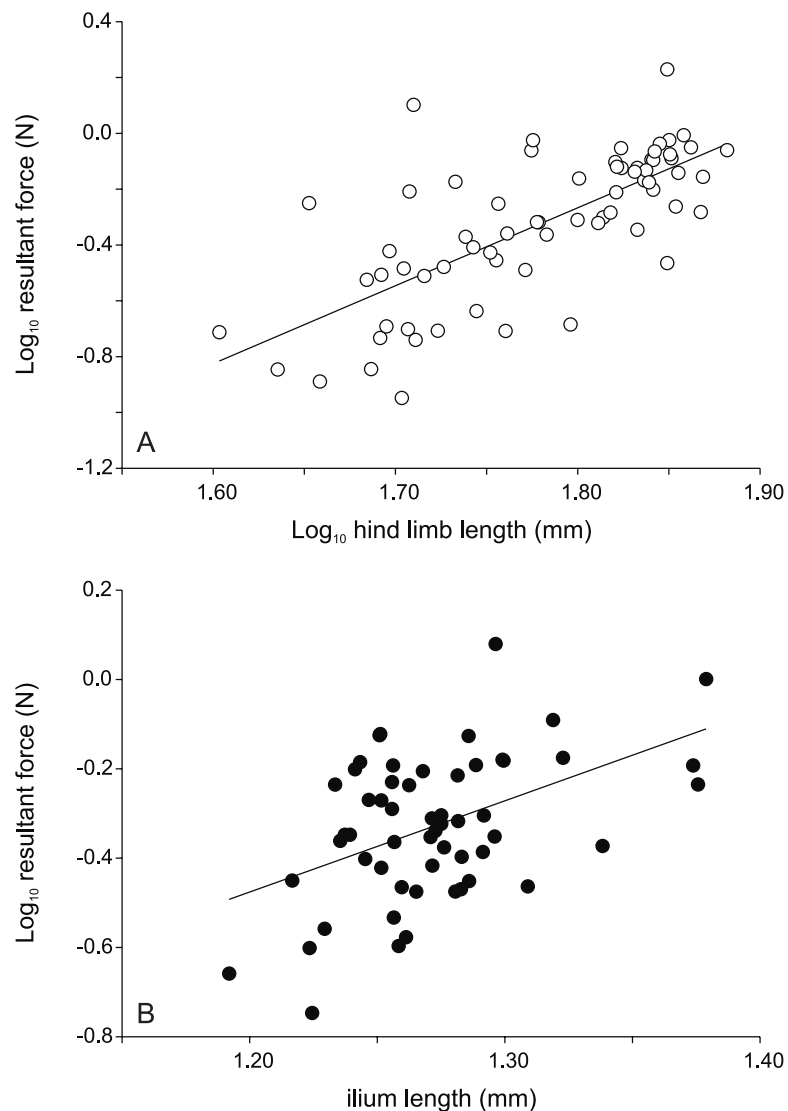 0.4
0.0
-0.4
-0.8
-1.2
Log₁₀ resultant force (N)
A
1.60 1.70 1.80 1.90
Log₁₀ hind limb length (mm)
0.2
0.0
-0.2
-0.4
-0.6
-0.8
Log₁₀ resultant force (N)
B
1.20 1.30 1.40
ilium length (mm)